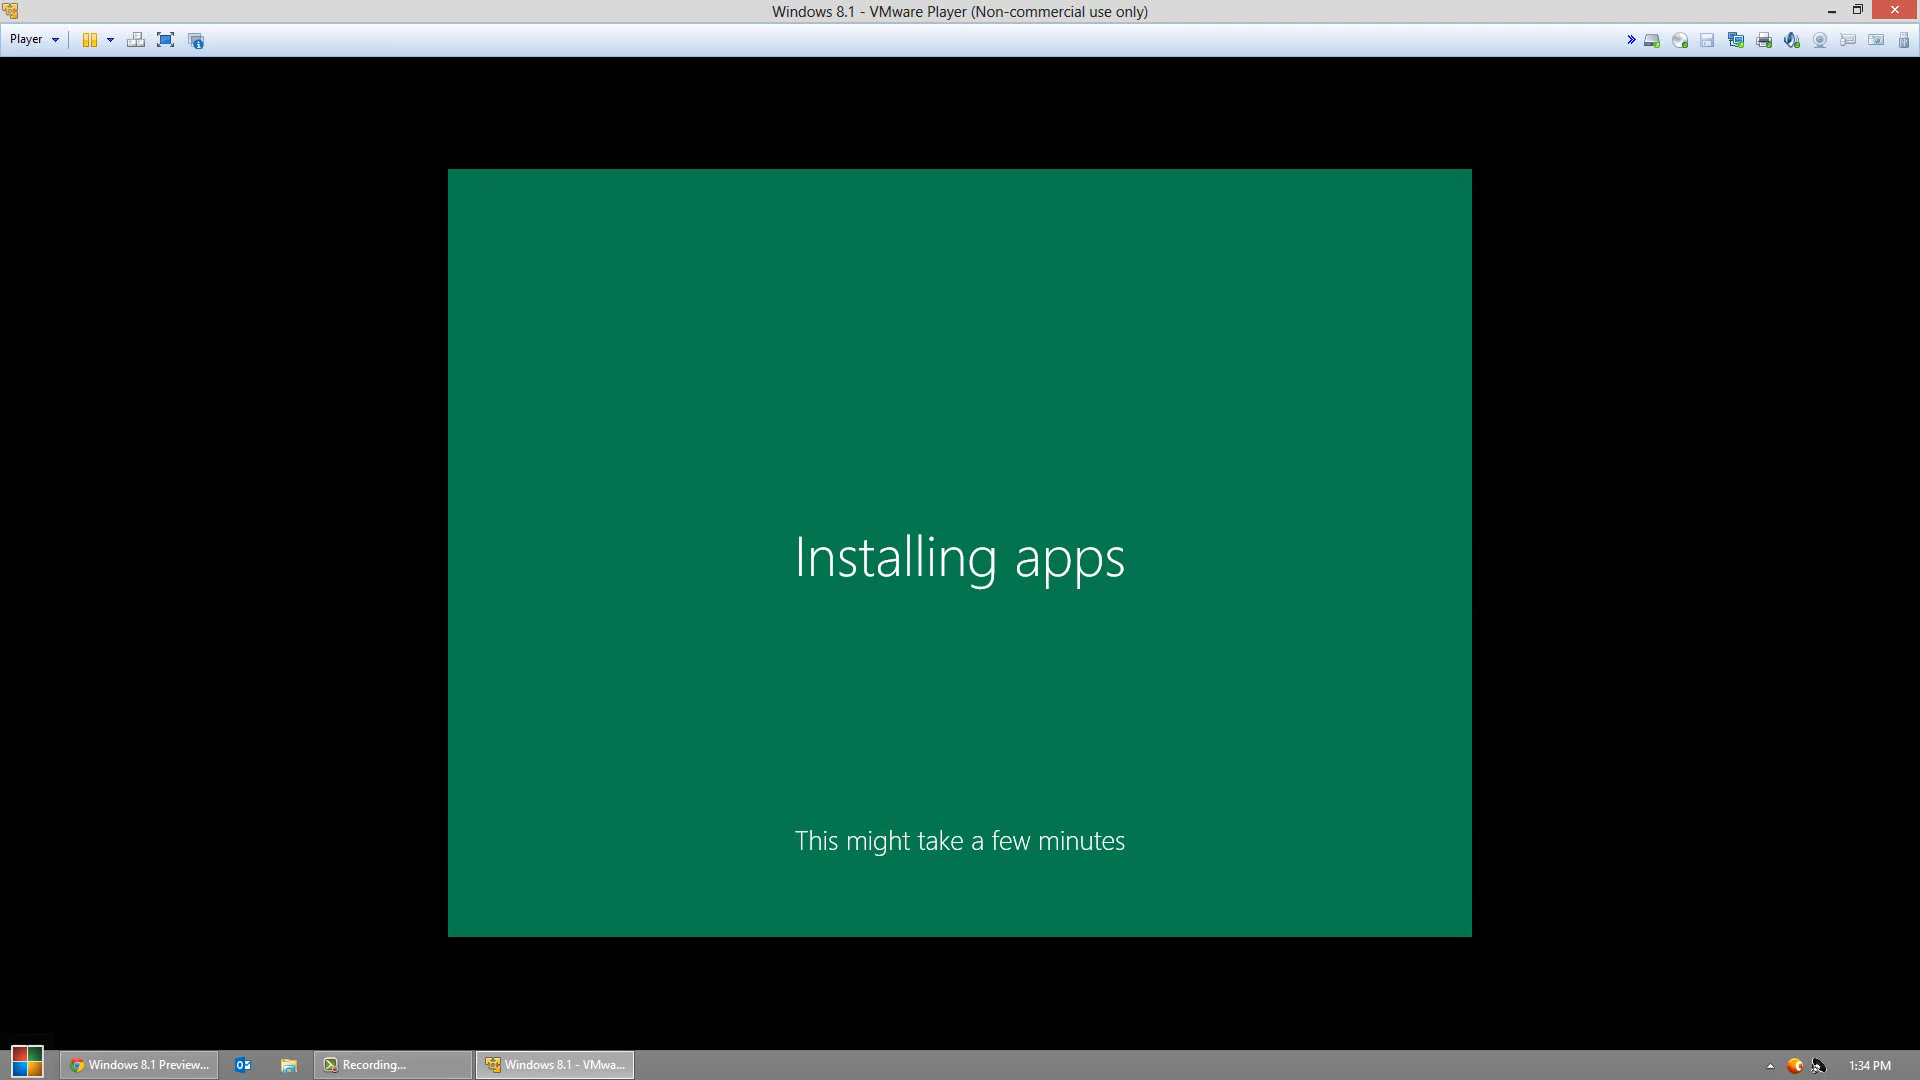 Windows 8.1 - VMware Player (Non-commercial use only)
Player
Installing apps
This might take a few minutes
Windows 8.1 Preview...
Recording...
Windows 8.1 - VMwa...
1:34 PM